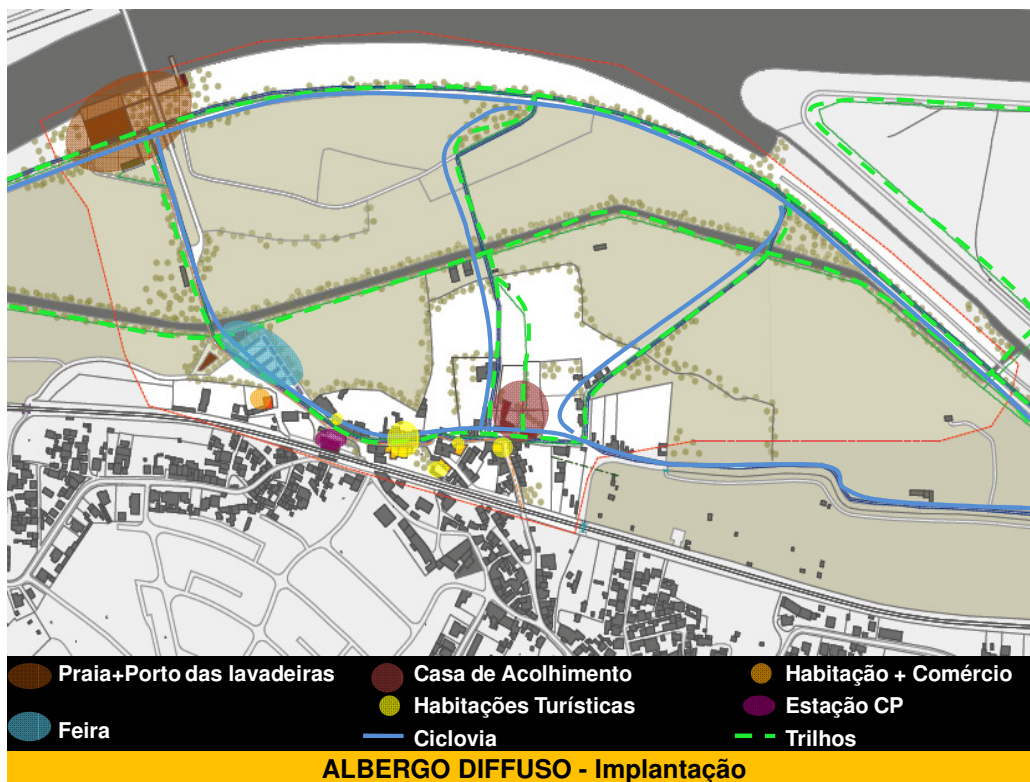 Praia+Porto das lavadeiras
Casa de Acolhimento
Habitação + Comércio
Habitações Turísticas
Estação CP
Feira
Ciclovia
Trilhos
ALBERGO DIFFUSO - Implantação